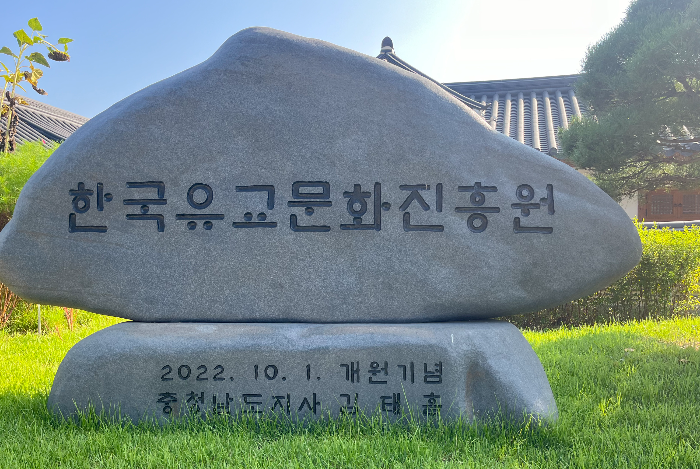 한국유교문화진흥원
2022. 10. 1. 개원기념
충청남도지사 김 태 흠